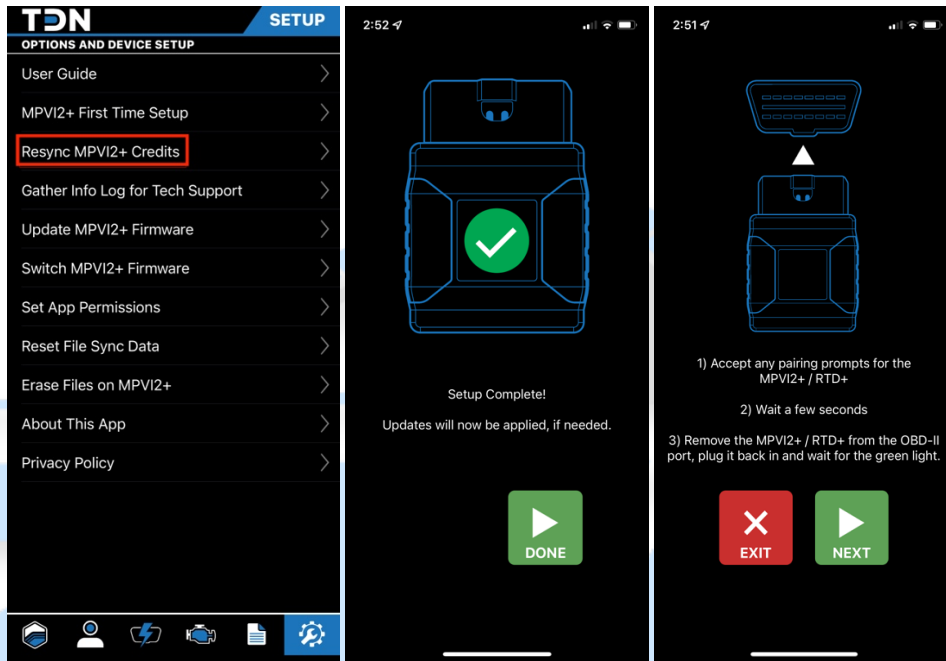 TDN
SETUP
OPTIONS AND DEVICE SETUP
User Guide
MPVI2+ First Time Setup
Resync MPVI2+ Credits
Gather Info Log for Tech Support
Update MPVI2+ Firmware
Switch MPVI2+ Firmware
Set App Permissions
Reset File Sync Data
Erase Files on MPVI2+
About This App
Privacy Policy
2:52
Setup Complete!
Updates will now be applied, if needed.
DONE
2:51
1) Accept any pairing prompts for the
MPVI2+ / RTD+
2) Wait a few seconds
3) Remove the MPVI2+ / RTD+ from the OBD-II
port, plug it back in and wait for the green light.
EXIT
NEXT